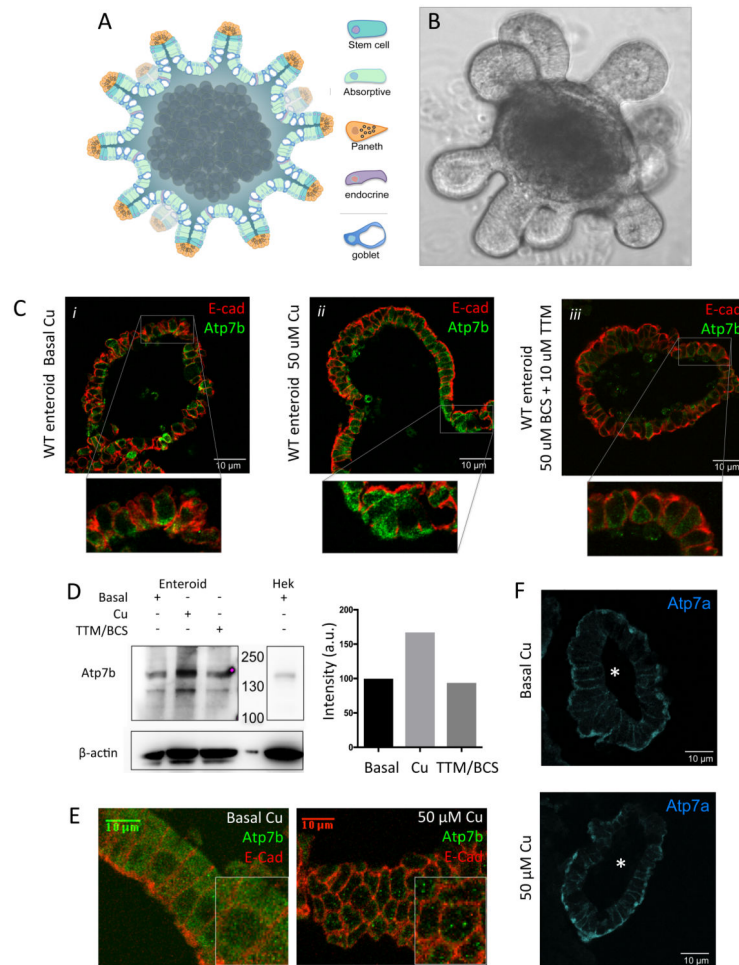 A
Stem cell
Absorptive
Paneth
endocrine
goblet
B
C
WT enteroid Basal Cu
i
E-cad
Atp7b
10 µm
WT enteroid 50 uM Cu
ii
E-cad
Atp7b
10 µm
WT enteroid
50 uM BCS + 10 uM TTM
iii
E-cad
Atp7b
10 µm
D
Enteroid Hek
Basal + - - +
Cu - + - -
TTM/BCS - - + -
Atp7b
250
130
100
β-actin
Intensity (a.u.)
200
150
100
50
0
Basal Cu TTM/BCS
E
10 µm
Basal Cu
Atp7b
E-Cad
10 µm
50 µM Cu
Atp7b
E-Cad
F
Basal Cu
Atp7a
*
10 µm
50 µM Cu
Atp7a
*
10 µm